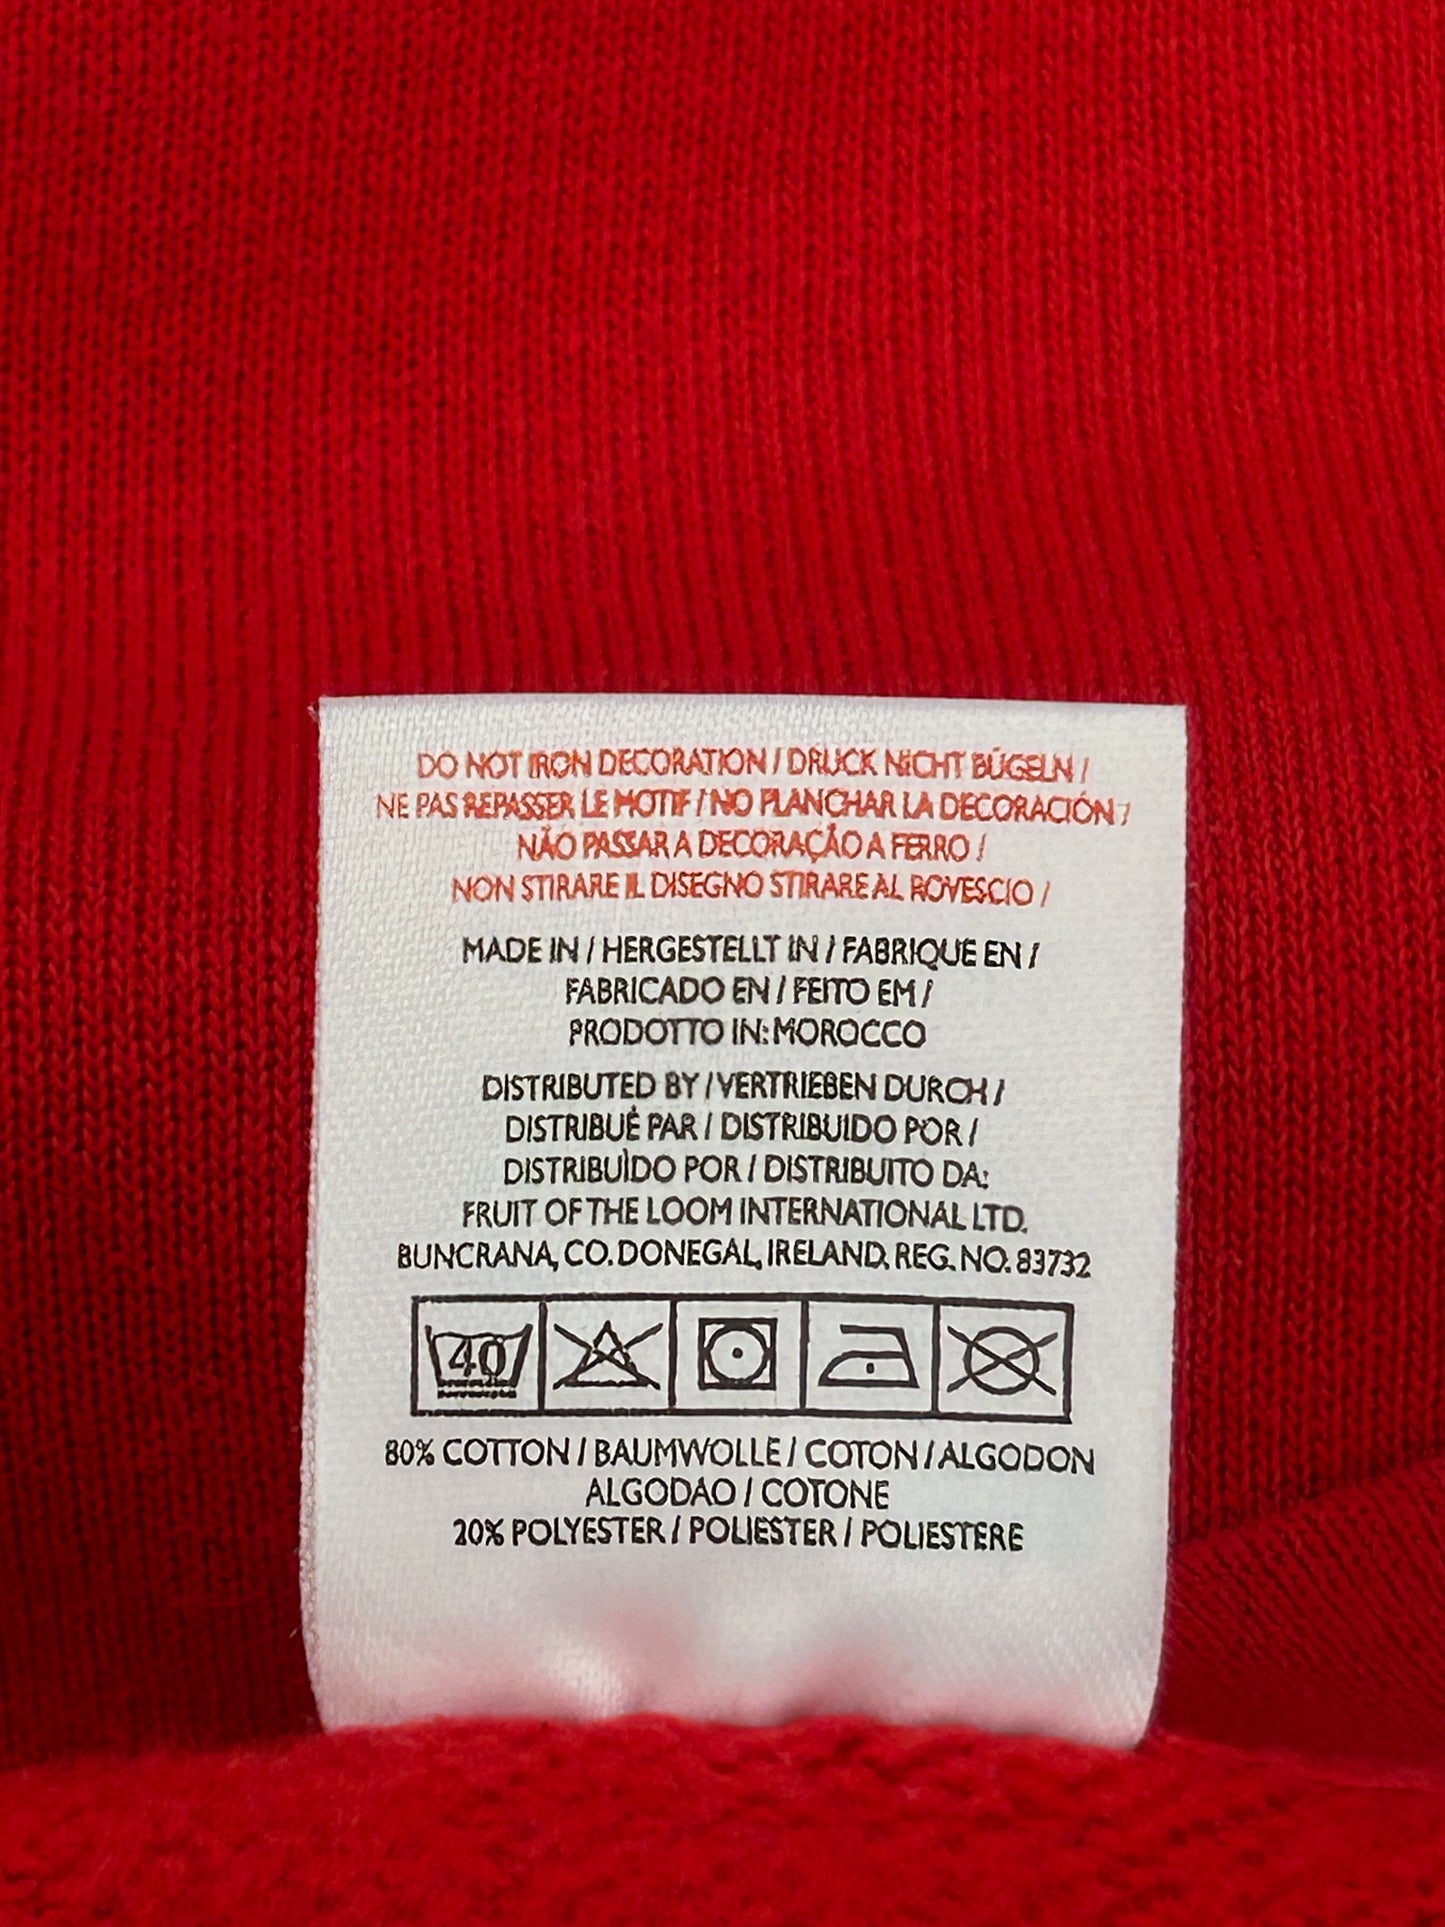 DO NOT IRON DECORATION / DRUCK NICHT BÜGELN /
NE PAS REPASSER LE MOTIF / NO PLANCHAR LA DECORACIÓN /
NÃO PASSAR A DECORAÇÃO A FERRO /
NON STIRARE IL DISEGNO STIRARE AL ROVESCIO /
MADE IN / HERGESTELLT IN / FABRIQUE EN /
FABRICADO EN / FEITO EM /
PRODOTTO IN: MOROCCO
DISTRIBUTED BY / VERTRIEBEN DURCH /
DISTRIBUÉ PAR / DISTRIBUIDO POR /
DISTRIBUÌDO POR / DISTRIBUITO DA:
FRUIT OF THE LOOM INTERNATIONAL LTD.
BUNCRANA, CO. DONEGAL, IRELAND. REG. NO. 83732
40
80% COTTON / BAUMWOLLE / COTON / ALGODON
ALGODAO / COTONE
20% POLYESTER / POLIESTER / POLIESTERE